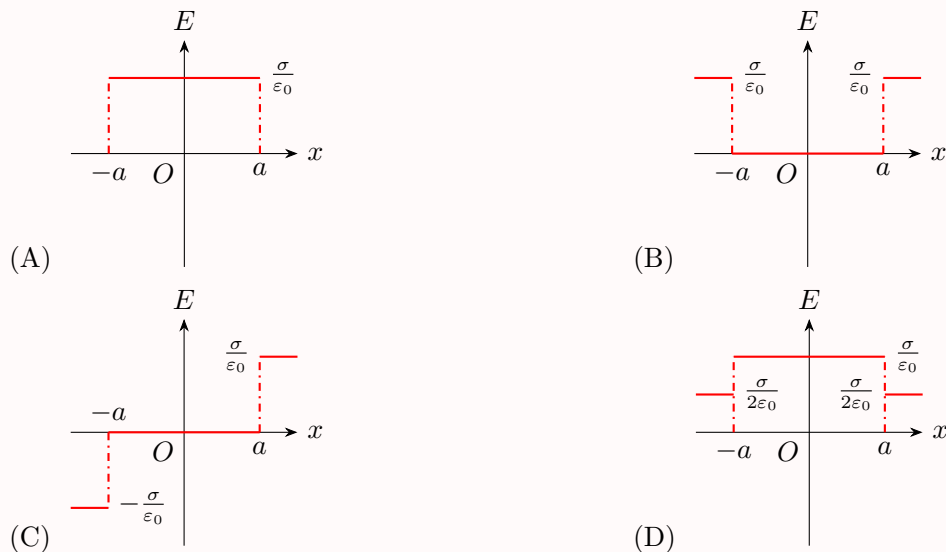 E
σ/ε₀
−a O a x
(A)
E
σ/ε₀ σ/ε₀
−a O a x
(B)
E
σ/ε₀
−a
O a x
−σ/ε₀
(C)
E
σ/ε₀
σ/2ε₀ σ/2ε₀
−a O a x
(D)